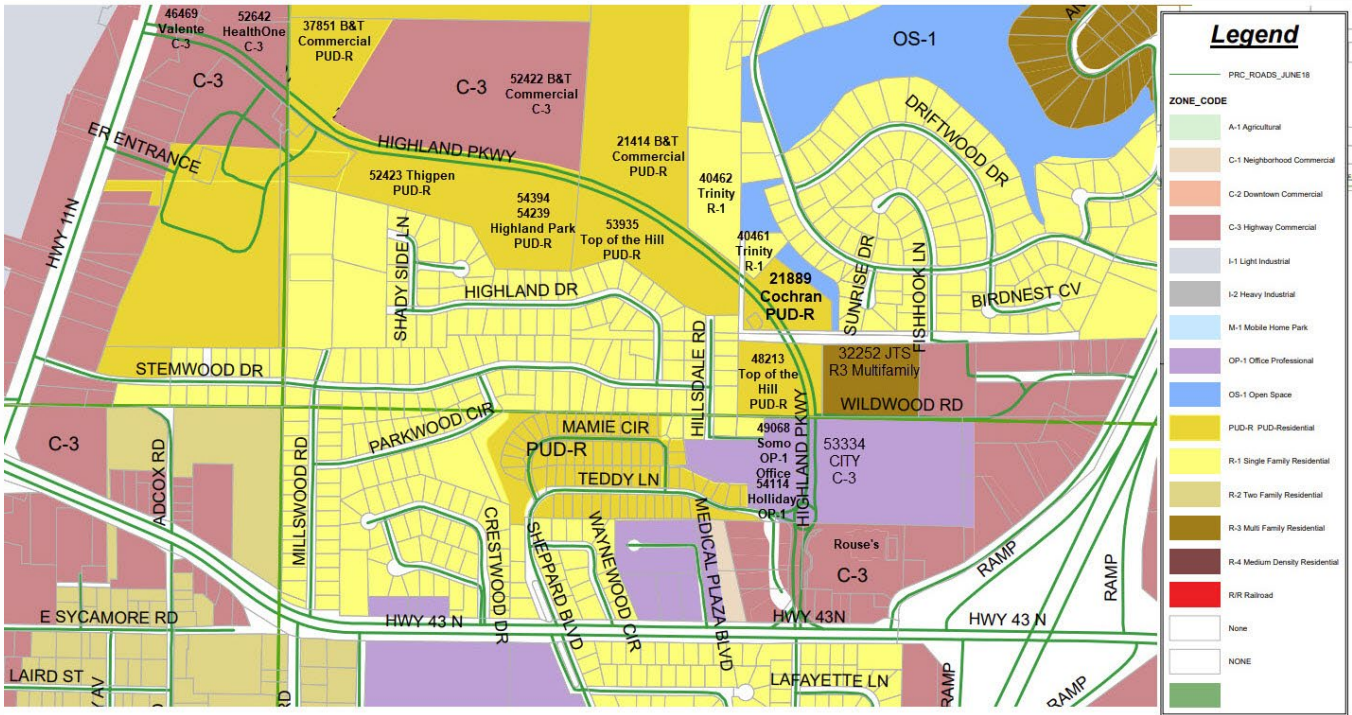 46469
Valente
C-3
52642
HealthOne
C-3
37851 B&T
Commercial
PUD-R
C-3
C-3
52422 B&T
Commercial
C-3
OS-1
ER ENTRANCE
HIGHLAND PKWY
21414 B&T
Commercial
PUD-R
DRIFTWOOD DR
52423 Thigpen
PUD-R
40462
Trinity
R-1
54394
54239
Highland Park
PUD-R
53935
Top of the Hill
PUD-R
HWY 11N
SHADY SIDE LN
40461
Trinity
R-1
SUNRISE DR
FISHHOOK LN
21889
Cochran
PUD-R
HIGHLAND DR
BIRDNEST CV
HILLSDALE RD
STEMWOOD DR
48213
Top of the
Hill
PUD-R
32252 JTS
R3 Multifamily
HIGHLAND PKWY
WILDWOOD RD
PARKWOOD CIR
MAMIE CIR
C-3
ADCOX RD
MILLSWOOD RD
PUD-R
49068
Somo
OP-1
Office
54114
Holliday
OP-1
53334
CITY
C-3
TEDDY LN
CRESTWOOD DR
SHEPPARD BLVD
WAYNEWOOD CIR
MEDICAL PLAZA BLVD
Rouse's
C-3
RAMP
RAMP
E SYCAMORE RD
HWY 43 N
HWY 43N
HWY 43 N
LAIRD ST
AV
RD
LAFAYETTE LN
RAMP
RAMP
Legend
PRC_ROADS_JUNE18
ZONE_CODE
A-1 Agricultural
C-1 Neighborhood Commercial
C-2 Downtown Commercial
C-3 Highway Commercial
I-1 Light Industrial
I-2 Heavy Industrial
M-1 Mobile Home Park
OP-1 Office Professional
OS-1 Open Space
PUD-R PUD-Residential
R-1 Single Family Residential
R-2 Two Family Residential
R-3 Multi Family Residential
R-4 Medium Density Residential
R/R Railroad
None
NONE